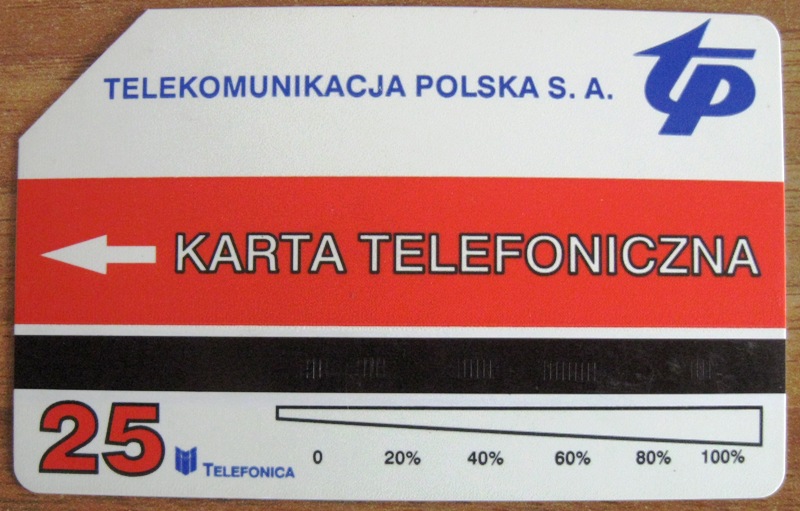 TELEKOMUNIKACJA POLSKA S. A.
tp
KARTA TELEFONICZNA
25
TELEFONICA
0 20% 40% 60% 80% 100%